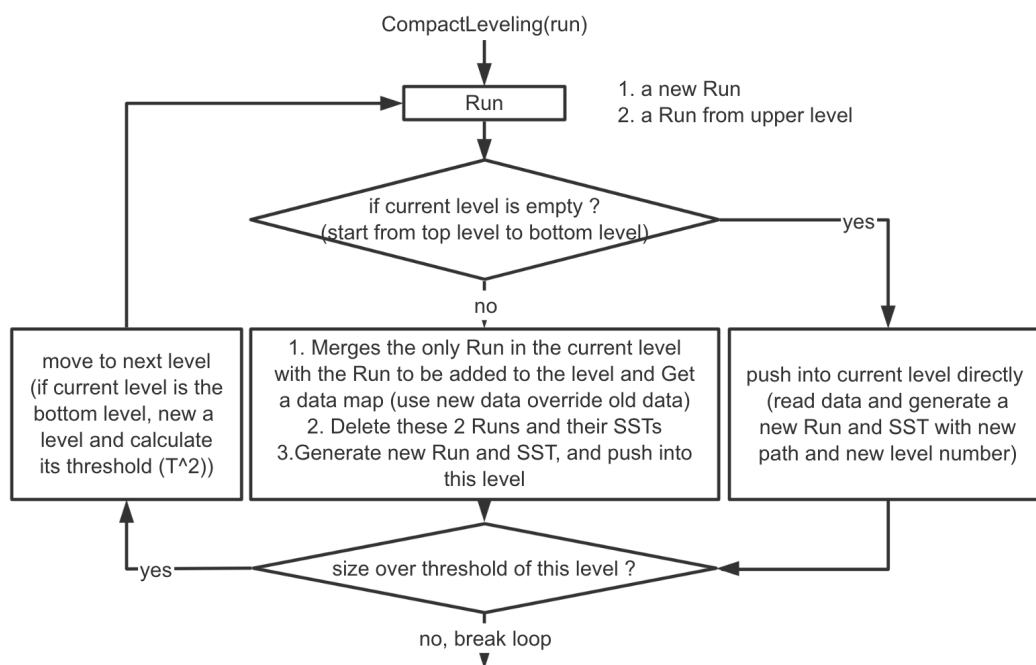 CompactLeveling(run)
Run
1. a new Run
2. a Run from upper level
if current level is empty ?
(start from top level to bottom level)
yes
no
move to next level
(if current level is the
bottom level, new a
level and calculate
its threshold (T^2))
1. Merges the only Run in the current level
with the Run to be added to the level and Get
a data map (use new data override old data)
2. Delete these 2 Runs and their SSTs
3.Generate new Run and SST, and push into
this level
push into current level directly
(read data and generate a
new Run and SST with new
path and new level number)
size over threshold of this level ?
yes
no, break loop